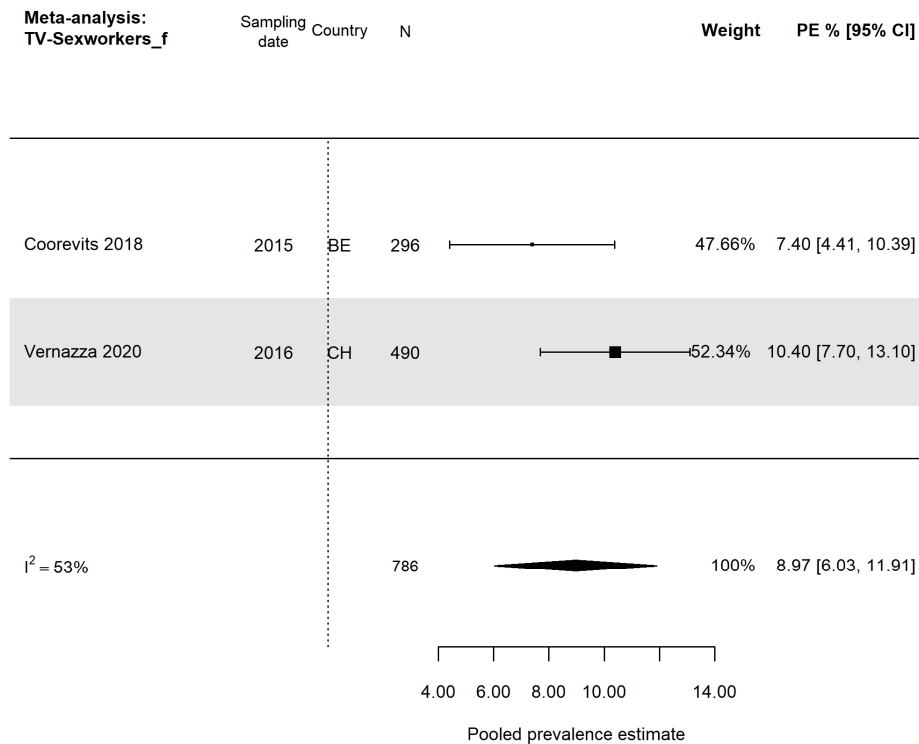 Meta-analysis:
TV-Sexworkers_f
Sampling date Country N Weight PE % [95% CI]
Coorevits 2018 2015 BE 296 47.66% 7.40 [4.41, 10.39]
Vernazza 2020 2016 CH 490 52.34% 10.40 [7.70, 13.10]
I² = 53% 786 100% 8.97 [6.03, 11.91]
4.00 6.00 8.00 10.00 14.00
Pooled prevalence estimate